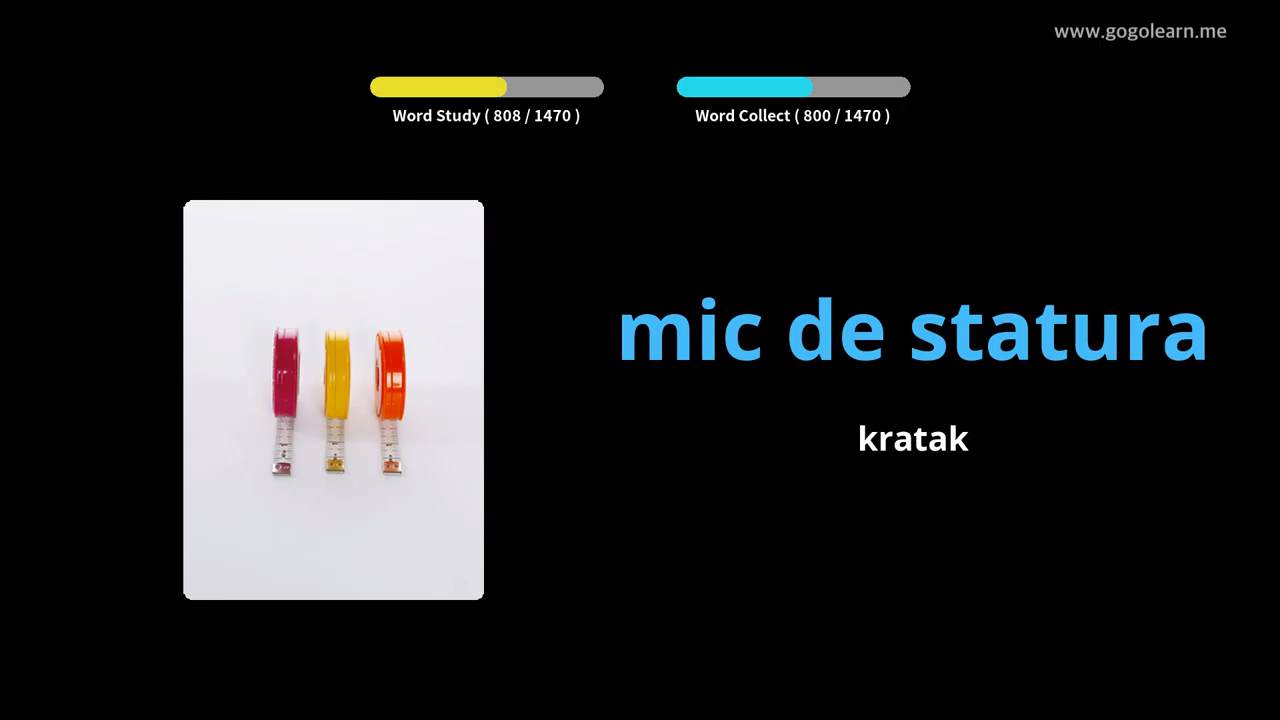 www.gogolearn.me
Word Study ( 808 / 1470 )
Word Collect ( 800 / 1470 )
mic de statura
kratak